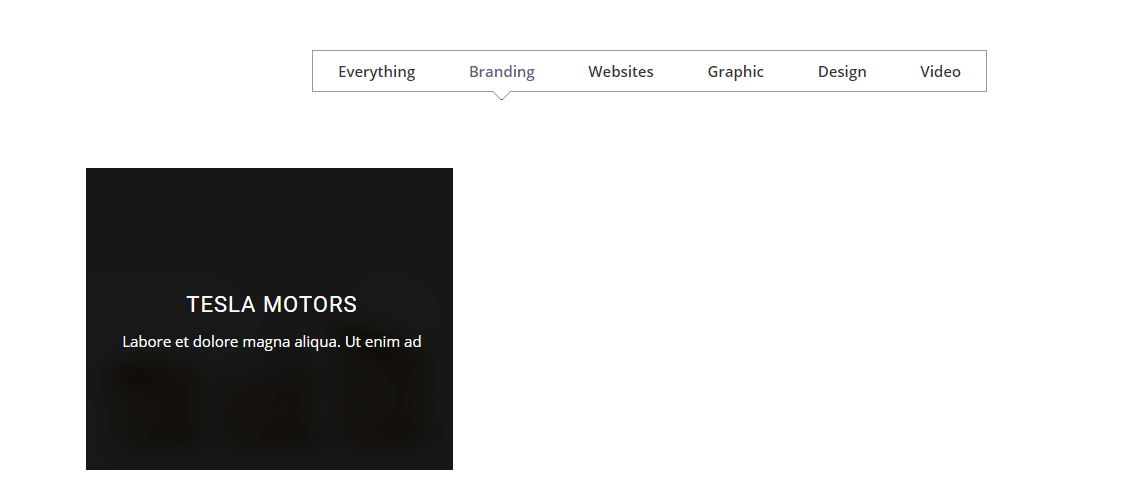 Everything Branding Websites Graphic Design Video
TESLA MOTORS
Labore et dolore magna aliqua. Ut enim ad